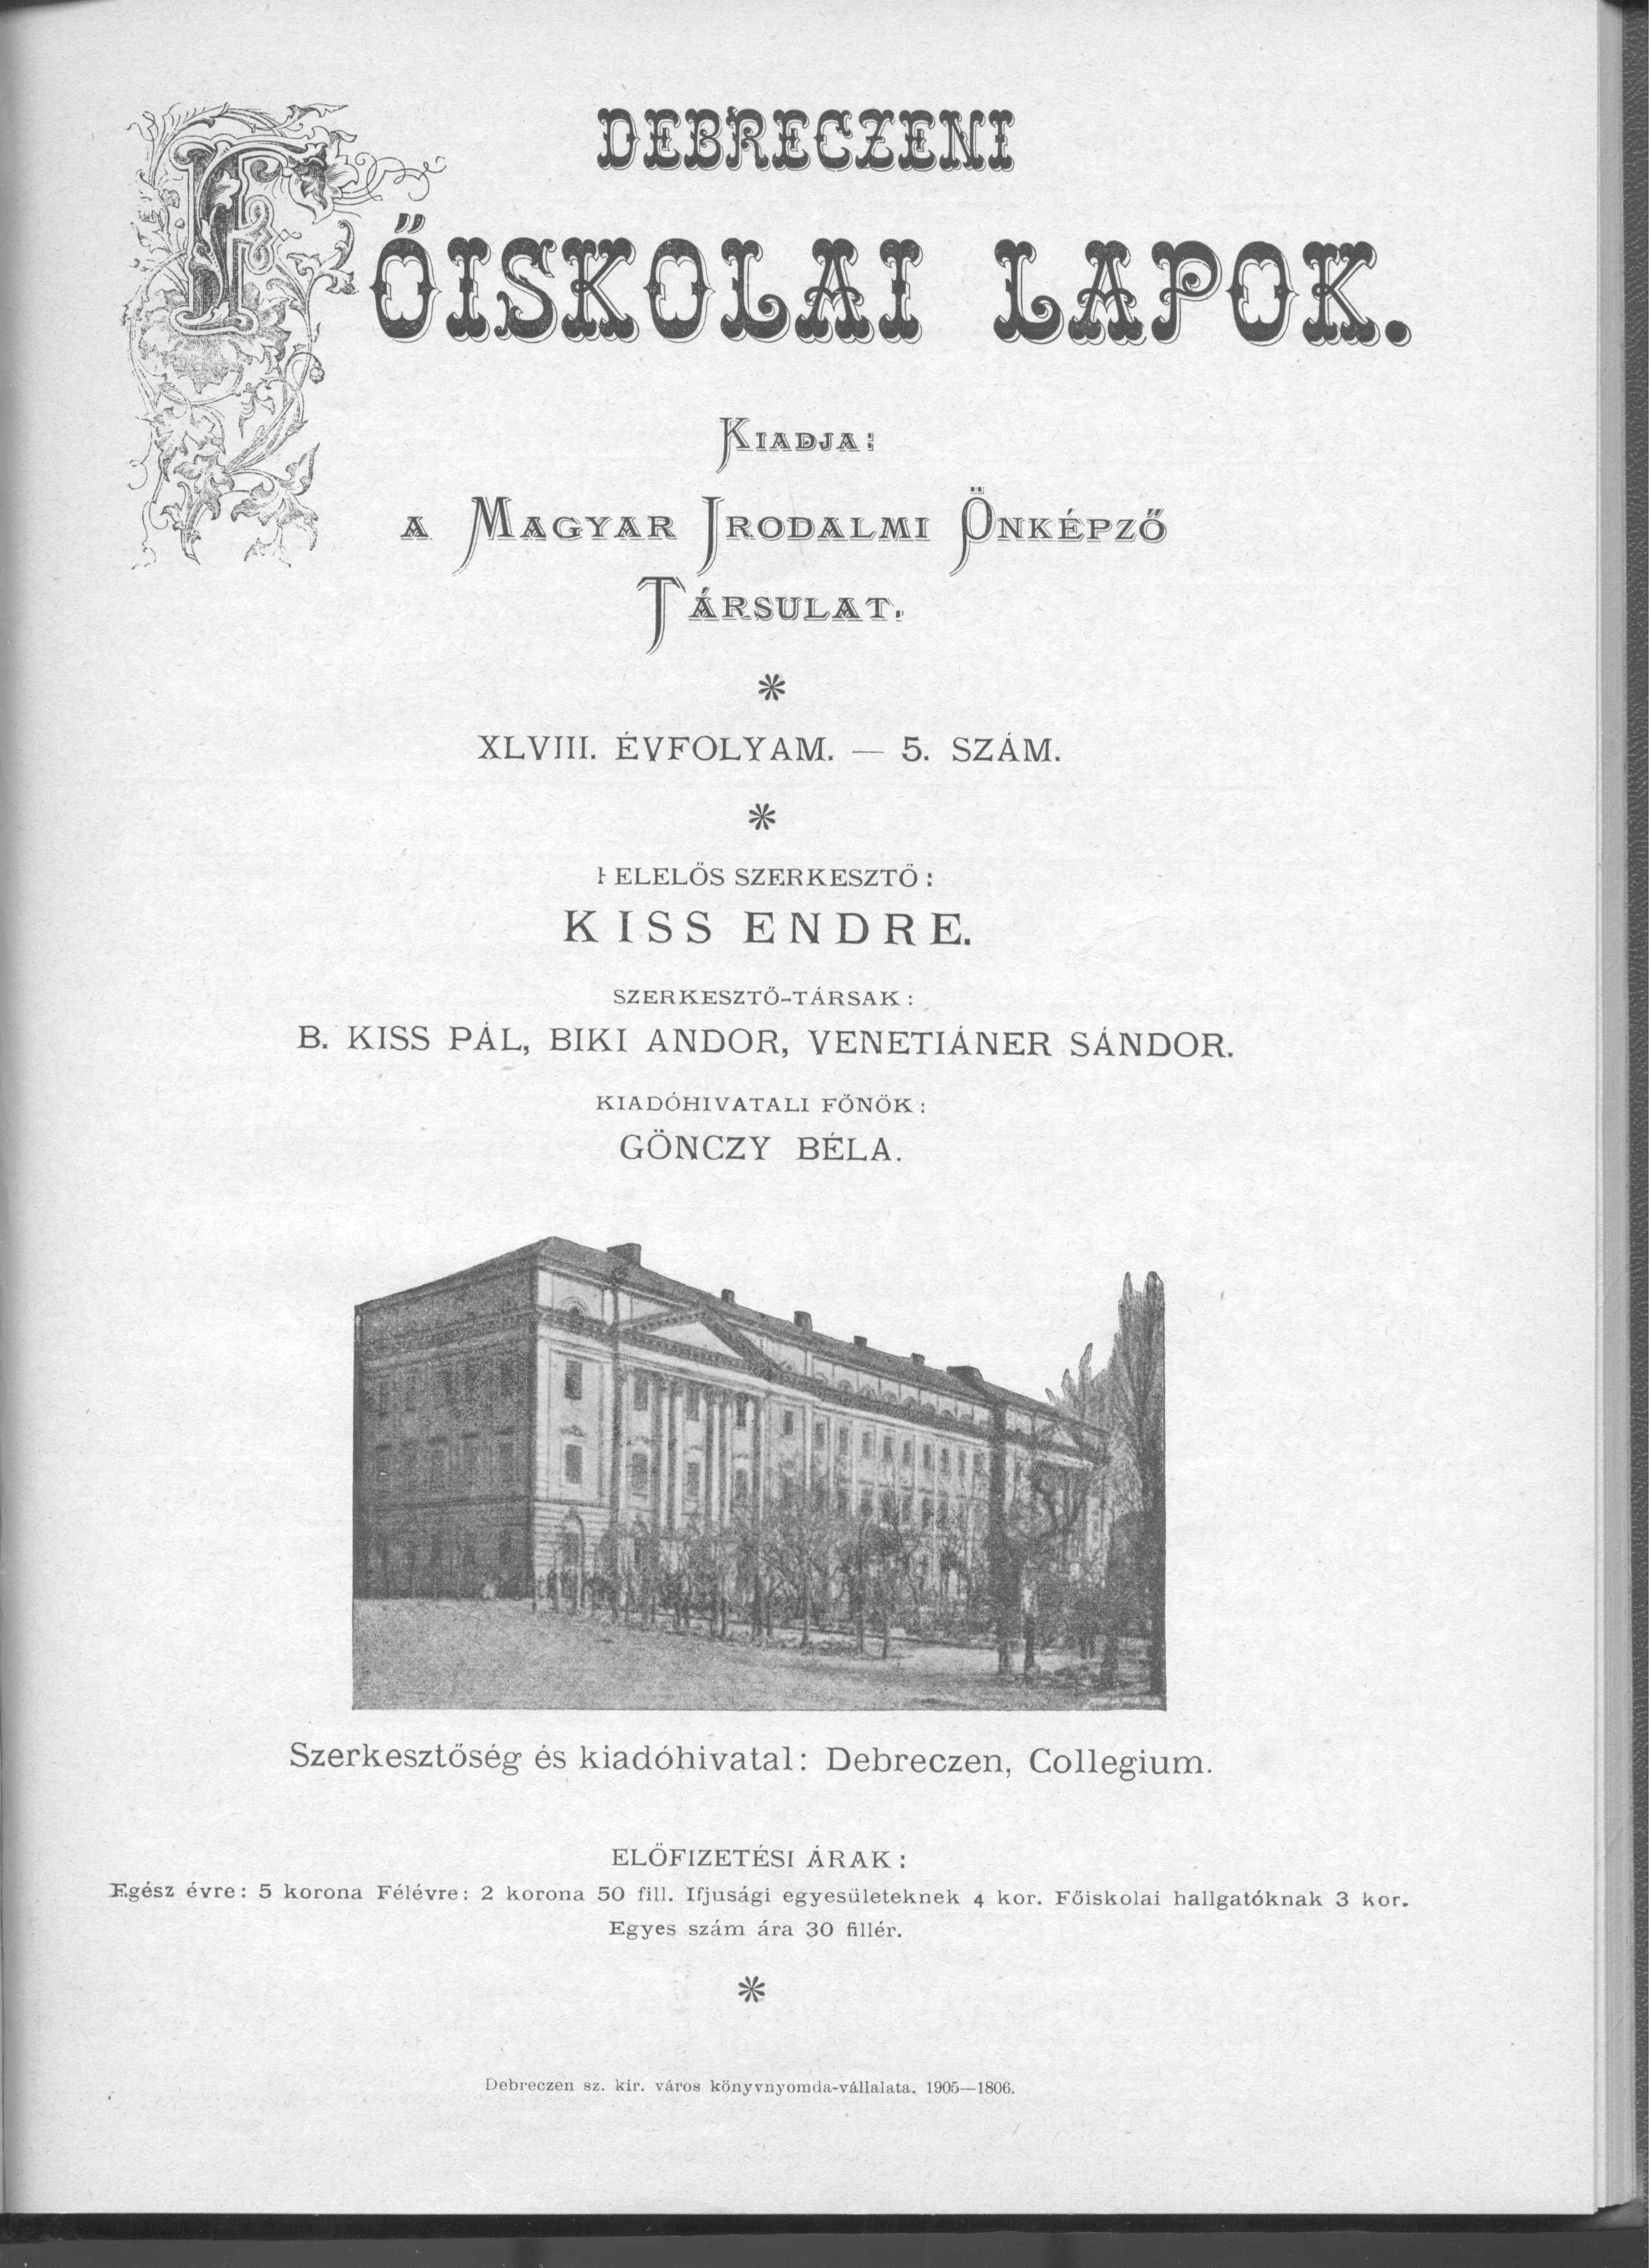 DEBRECZENI
FŐISKOLAI LAPOK.
KIADJA:
A MAGYAR IRODALMI ÖNKÉPZŐ
TÁRSULAT.
*
XLVIII. ÉVFOLYAM. — 5. SZÁM.
*
FELELŐS SZERKESZTŐ:
KISS ENDRE.
SZERKESZTŐ-TÁRSAK:
B. KISS PÁL, BIKI ANDOR, VENETIÁNER SÁNDOR.
KIADÓHIVATALI FŐNÖK:
GÖNCZY BÉLA.
Szerkesztőség és kiadóhivatal: Debreczen, Collegium.
ELŐFIZETÉSI ÁRAK:
Egész évre: 5 korona Félévre: 2 korona 50 fill. Ifjusági egyesületeknek 4 kor. Főiskolai hallgatóknak 3 kor.
Egyes szám ára 30 fillér.
*
Debreczen sz. kir. város könyvnyomda-vállalata. 1905—1806.